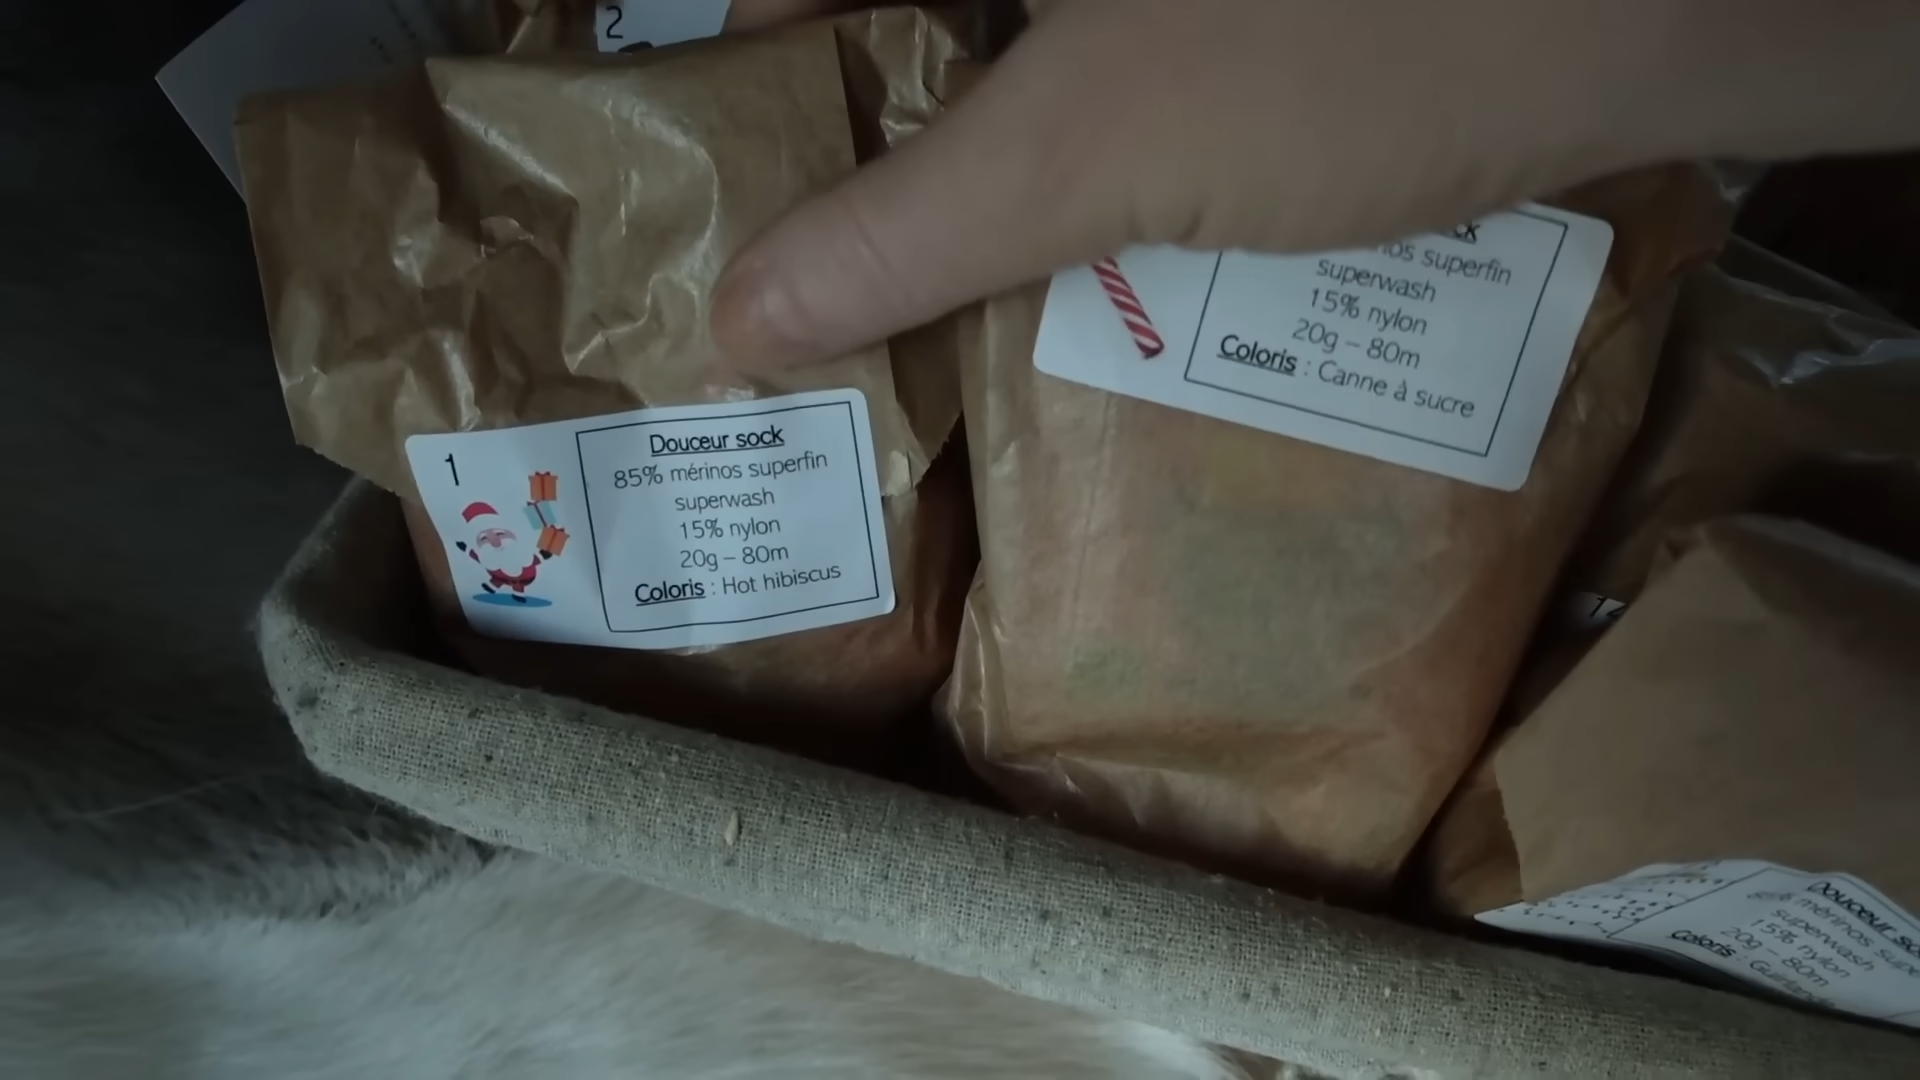 2
1
Douceur sock
85% mérinos superfin
superwash
15% nylon
20g – 80m
Coloris : Hot hibiscus
superfin
superwash
15% nylon
20g – 80m
Coloris : Canne à sucre
Douceur
mérinos
superwash
15% nylon
20g – 80m
Coloris :